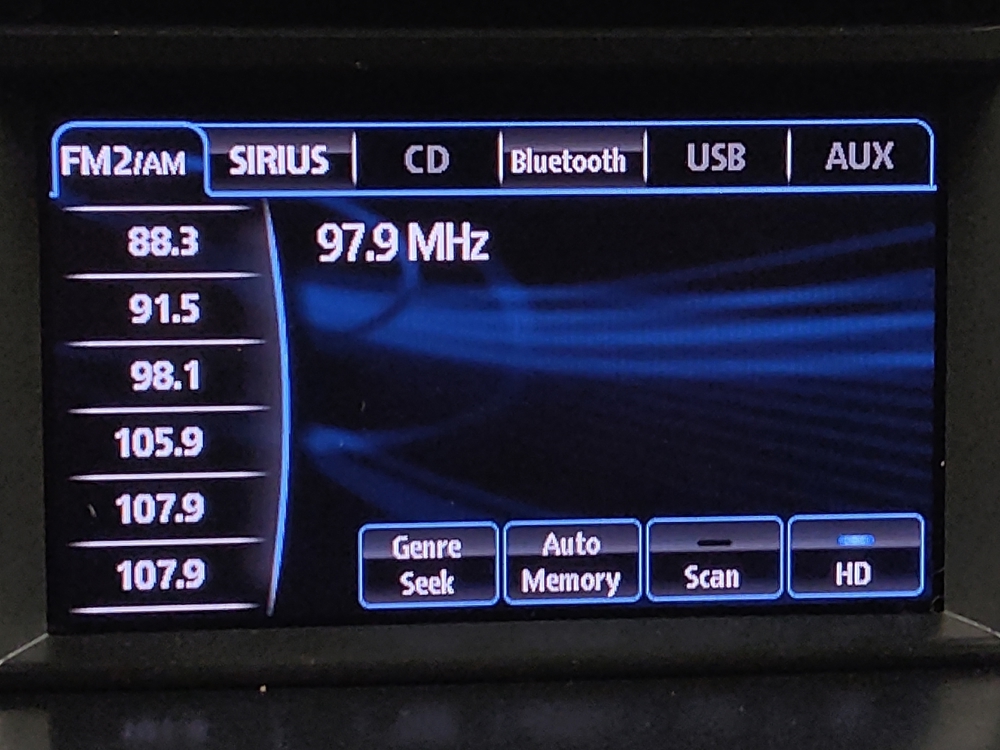 FM2/AM SIRIUS CD Bluetooth USB AUX
97.9 MHz
88.3
91.5
98.1
105.9
107.9
107.9
Genre Seek
Auto Memory
Scan
HD